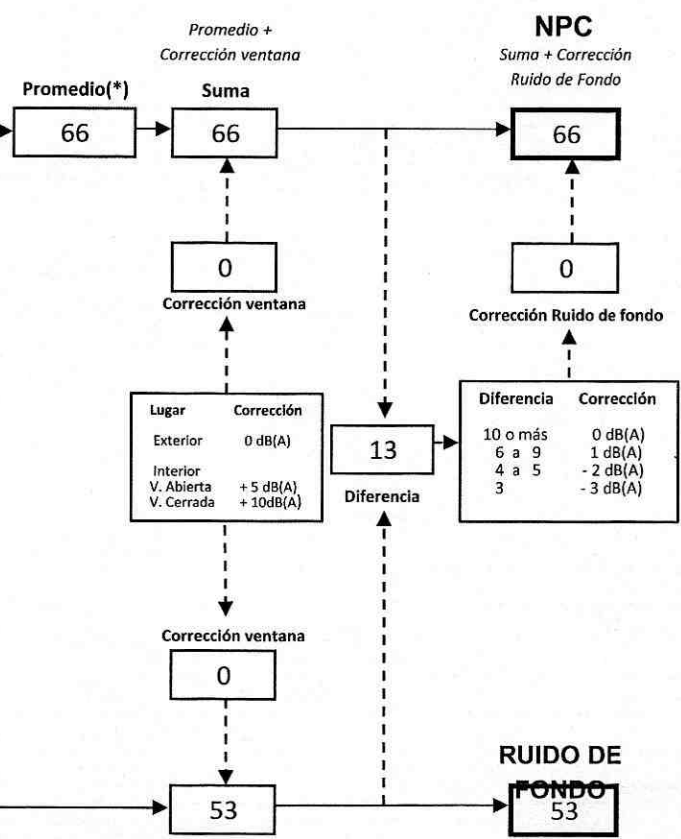 Promedio +
Corrección ventana
NPC
Suma + Corrección
Ruido de Fondo
Promedio(*)
Suma
66
66
66
0
0
Corrección ventana
Corrección Ruido de fondo
Lugar Corrección
Exterior 0 dB(A)
Interior
V. Abierta + 5 dB(A)
V. Cerrada + 10dB(A)
13
Diferencia
Diferencia Corrección
10 o más 0 dB(A)
6 a 9 1 dB(A)
4 a 5 - 2 dB(A)
3 - 3 dB(A)
Corrección ventana
0
53
RUIDO DE
FONDO
53